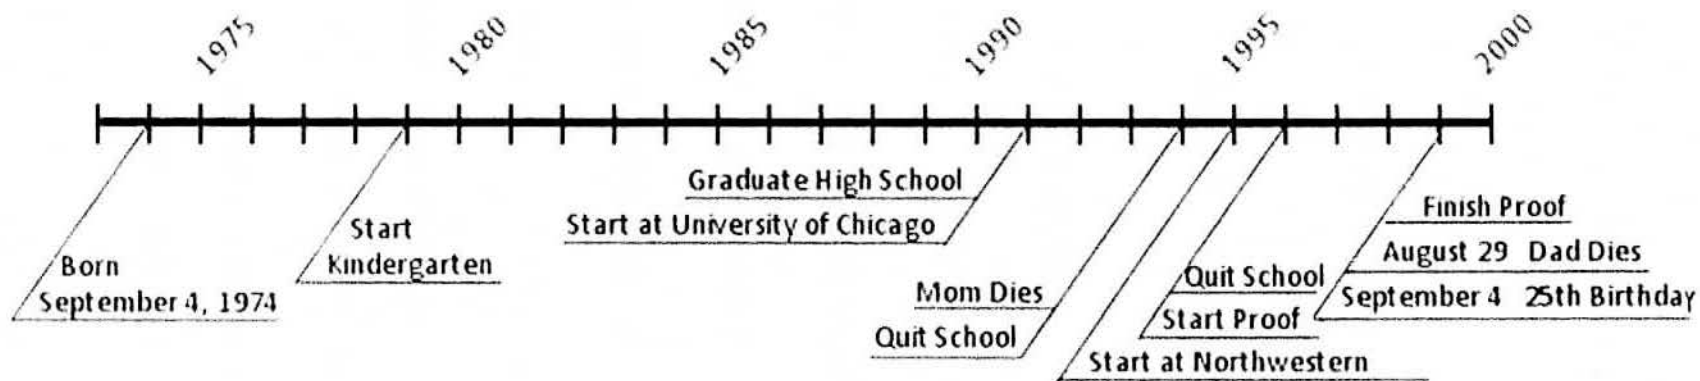 1975
1980
1985
1990
1995
2000
Born
September 4, 1974
Start
Kindergarten
Graduate High School
Start at University of Chicago
Mom Dies
Quit School
Quit School
Start Proof
Start at Northwestern
Finish Proof
August 29 Dad Dies
September 4 25th Birthday